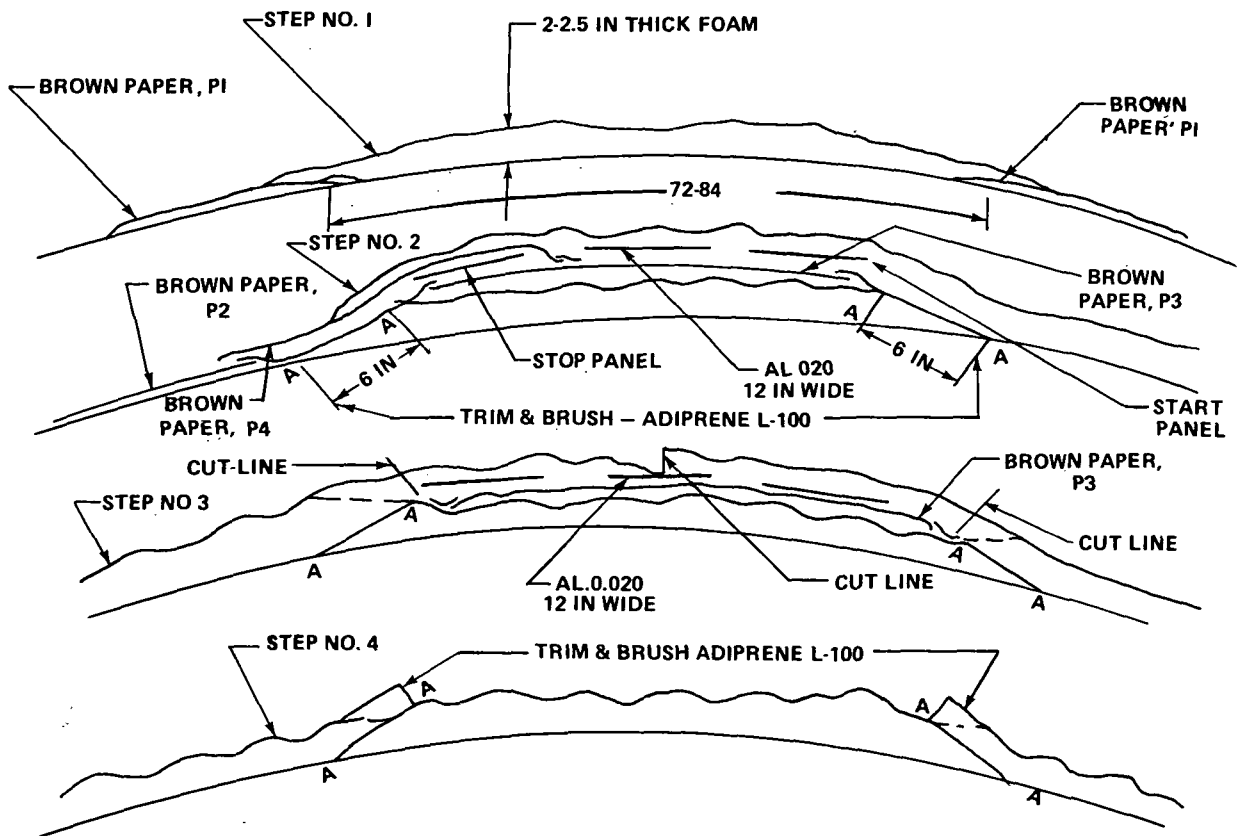 STEP NO. 1
2-2.5 IN THICK FOAM
BROWN PAPER, P1
BROWN
PAPER' P1
72-84
STEP NO. 2
BROWN PAPER,
P2
BROWN
PAPER, P3
A
A
6 IN
STOP PANEL
AL 020
12 IN WIDE
A
6 IN
A
BROWN
PAPER, P4
TRIM & BRUSH – ADIPRENE L-100
START
PANEL
CUT-LINE
BROWN PAPER,
P3
STEP NO 3
A
A
A
CUT LINE
AL.0.020
12 IN WIDE
CUT LINE
A
STEP NO. 4
TRIM & BRUSH ADIPRENE L-100
A
A
A
A